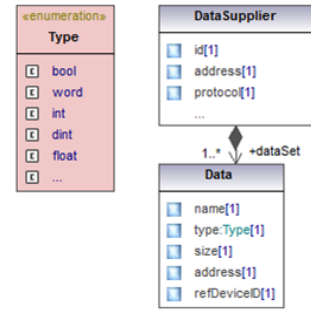 «enumeration»
Type
bool
word
int
dint
float
...
DataSupplier
id[1]
address[1]
protocol[1]
...
1..* +dataSet
Data
name[1]
type:Type[1]
size[1]
address[1]
refDeviceID[1]